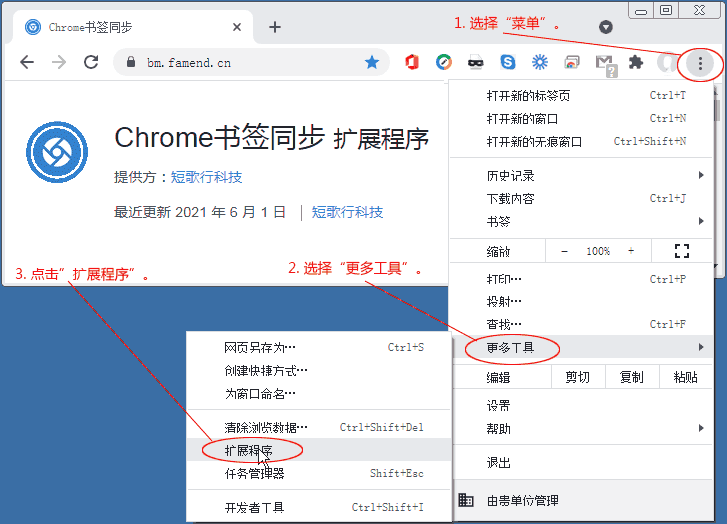 1. 选择“菜单”。
Chrome书签同步
bm.famend.cn
Chrome书签同步 扩展程序
提供方：短歌行科技
最近更新 2021 年 6 月 1 日 | 短歌行科技
打开新的标签页 Ctrl+T
打开新的窗口 Ctrl+N
打开新的无痕窗口 Ctrl+Shift+N
历史记录
下载内容 Ctrl+J
书签
缩放 - 100% +
打印… Ctrl+P
投射…
查找… Ctrl+F
更多工具
编辑 剪切 复制 粘贴
设置
帮助
退出
由贵单位管理
2. 选择“更多工具”。
3. 点击”扩展程序”。
网页另存为… Ctrl+S
创建快捷方式…
为窗口命名…
清除浏览数据… Ctrl+Shift+Del
扩展程序
任务管理器 Shift+Esc
开发者工具 Ctrl+Shift+I